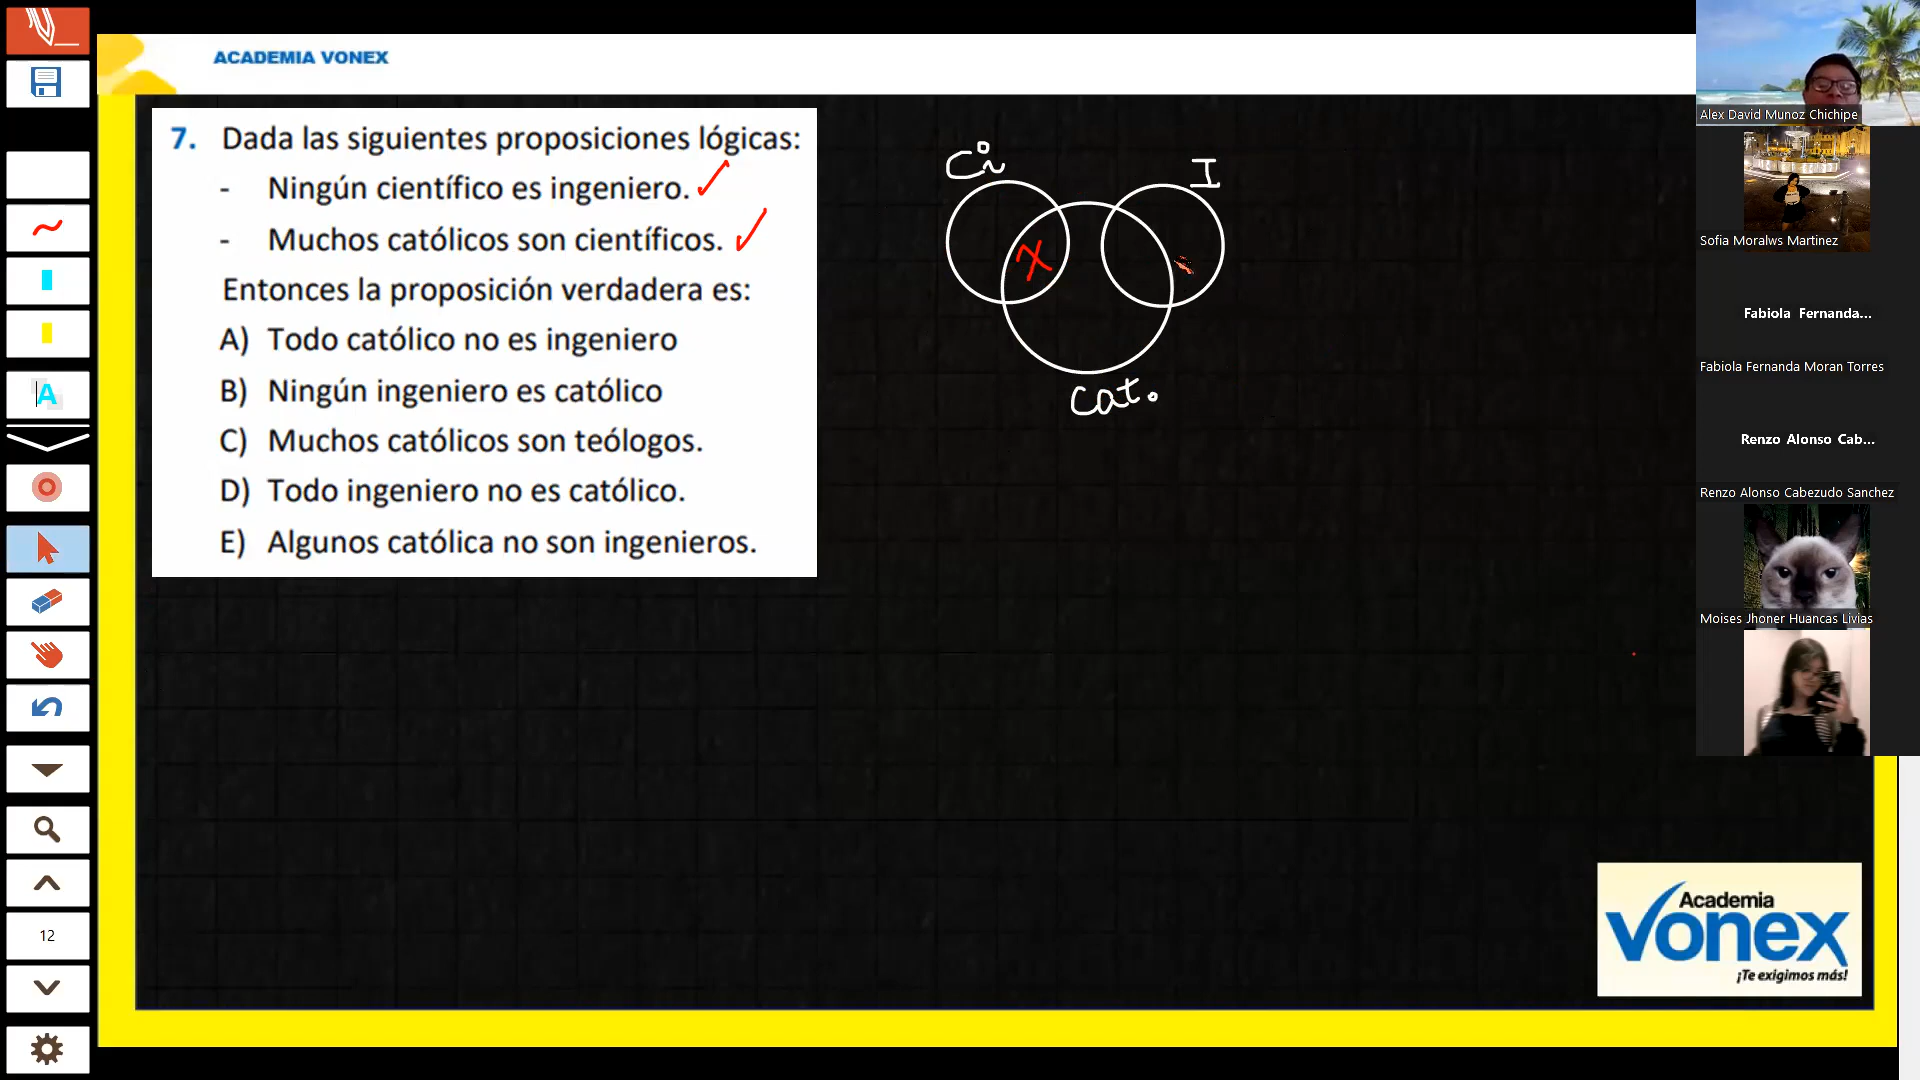 ACADEMIA VONEX
7. Dada las siguientes proposiciones lógicas:
- Ningún científico es ingeniero.
- Muchos católicos son científicos.
Entonces la proposición verdadera es:
A) Todo católico no es ingeniero
B) Ningún ingeniero es católico
C) Muchos católicos son teólogos.
D) Todo ingeniero no es católico.
E) Algunos católica no son ingenieros.
Ci
I
X
Cat.
A
12
Alex David Munoz Chichipe
Sofia Moralws Martinez
Fabiola Fernanda...
Fabiola Fernanda Moran Torres
Renzo Alonso Cab...
Renzo Alonso Cabezudo Sanchez
Moises Jhoner Huancas Livias
Academia
Vonex
¡Te exigimos más!